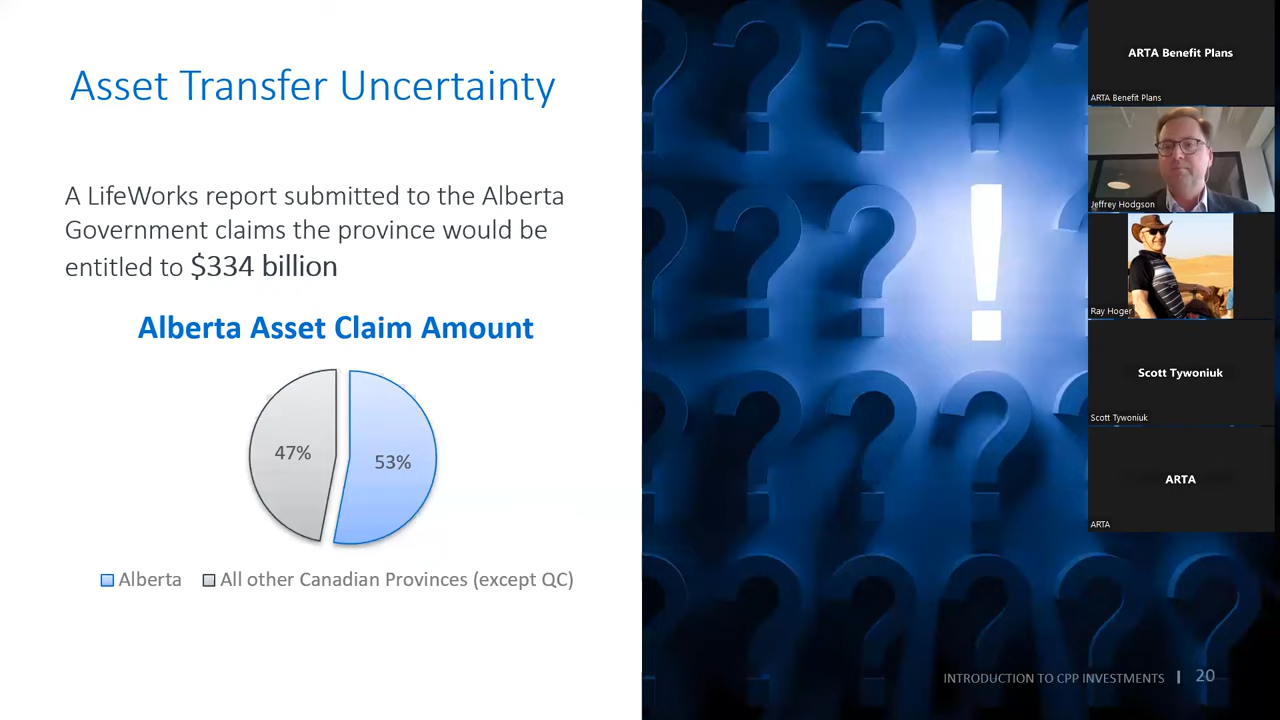 Asset Transfer Uncertainty
A LifeWorks report submitted to the Alberta
Government claims the province would be
entitled to $334 billion
Alberta Asset Claim Amount
47%
53%
Alberta
All other Canadian Provinces (except QC)
INTRODUCTION TO CPP INVESTMENTS | 20
ARTA Benefit Plans
ARTA Benefit Plans
Jeffrey Hodgson
Ray Hoger
Scott Tywoniuk
Scott Tywoniuk
ARTA
ARTA